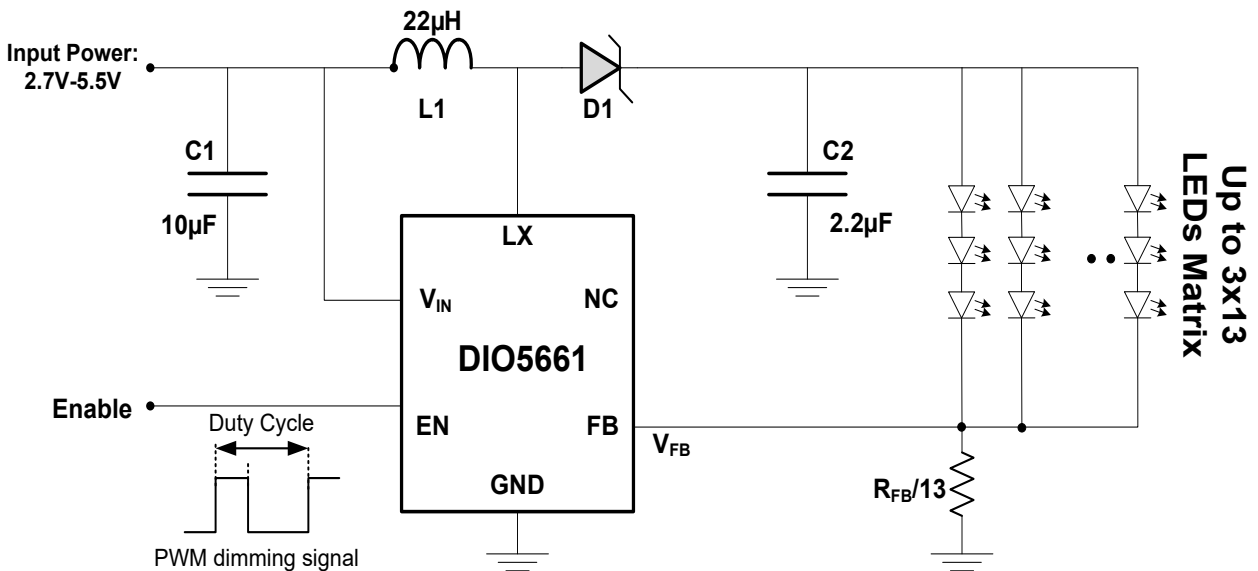 22µH
Input Power:
2.7V-5.5V
L1
D1
C1
10µF
C2
2.2µF
Up to 3x13
LEDs Matrix
LX
VIN
NC
DIO5661
Enable
EN
FB
VFB
Duty Cycle
GND
RFB/13
PWM dimming signal